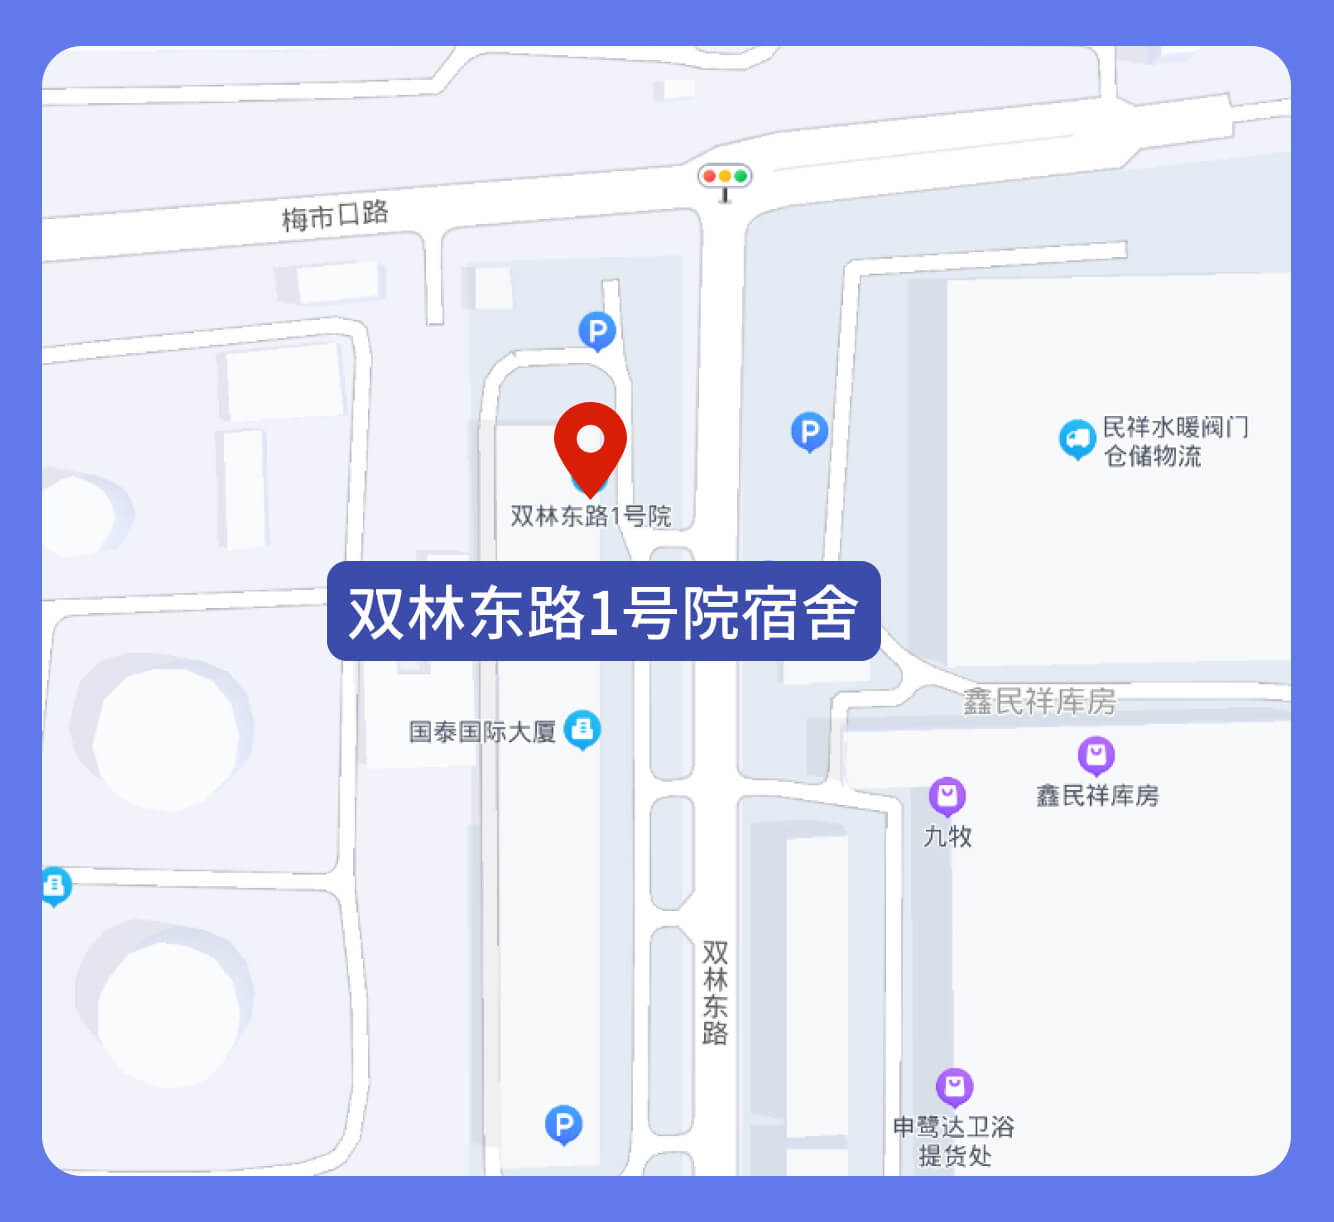 梅市口路
P
P
民祥水暖阀门
仓储物流
双林东路1号院
双林东路1号院宿舍
鑫民祥库房
国泰国际大厦
鑫民祥库房
九牧
双林东路
P
申鹭达卫浴
提货处